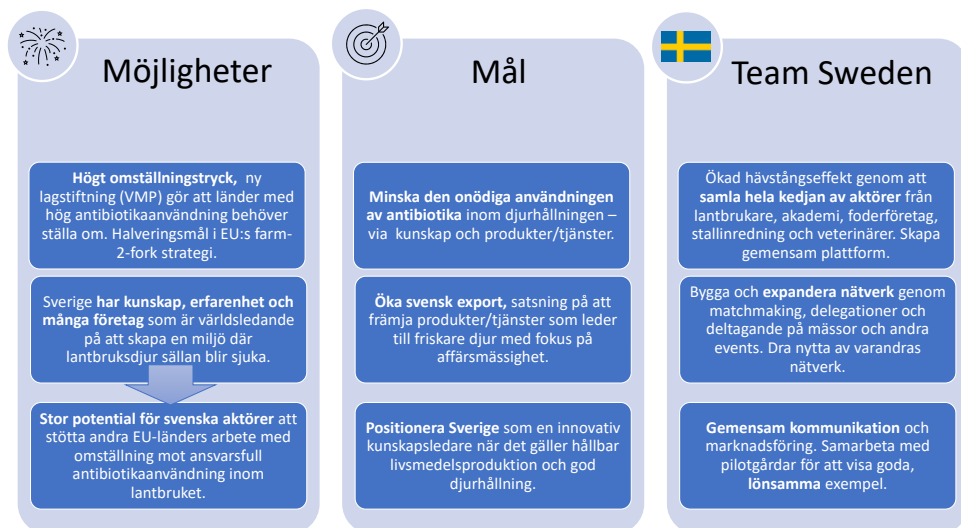 Möjligheter
Högt omställningstryck, ny
lagstiftning (VMP) gör att länder med
hög antibiotikaanvändning behöver
ställa om. Halveringsmål i EU:s farm-
2-fork strategi.
Sverige har kunskap, erfarenhet och
många företag som är världsledande
på att skapa en miljö där
lantbruksdjur sällan blir sjuka.
Stor potential för svenska aktörer att
stötta andra EU-länders arbete med
omställning mot ansvarsfull
antibiotikaanvändning inom
lantbruket.
Mål
Minska den onödiga användningen
av antibiotika inom djurhållningen –
via kunskap och produkter/tjänster.
Öka svensk export, satsning på att
främja produkter/tjänster som leder
till friskare djur med fokus på
affärsmässighet.
Positionera Sverige som en innovativ
kunskapsledare när det gäller hållbar
livsmedelsproduktion och god
djurhållning.
Team Sweden
Ökad hävstångseffekt genom att
samla hela kedjan av aktörer från
lantbrukare, akademi, foderföretag,
stallinredning och veterinärer. Skapa
gemensam plattform.
Bygga och expandera nätverk genom
matchmaking, delegationer och
deltagande på mässor och andra
events. Dra nytta av varandras
nätverk.
Gemensam kommunikation och
marknadsföring. Samarbeta med
pilotgårdar för att visa goda,
lönsamma exempel.